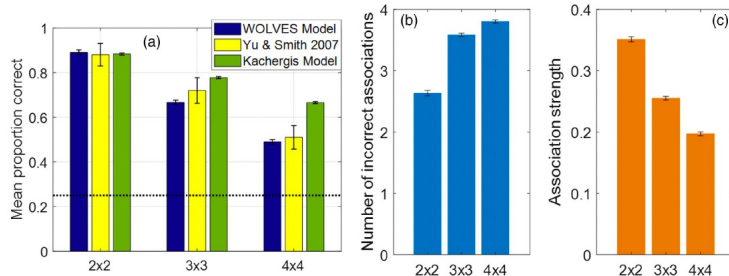 (a)
WOLVES Model
Yu & Smith 2007
Kachergis Model
Mean proportion correct
1
0.8
0.6
0.4
0.2
0
2x2
3x3
4x4
(b)
Number of incorrect associations
4
3
2
1
0
2x2 3x3 4x4
(c)
Association strength
0.4
0.3
0.2
0.1
0
2x2 3x3 4x4